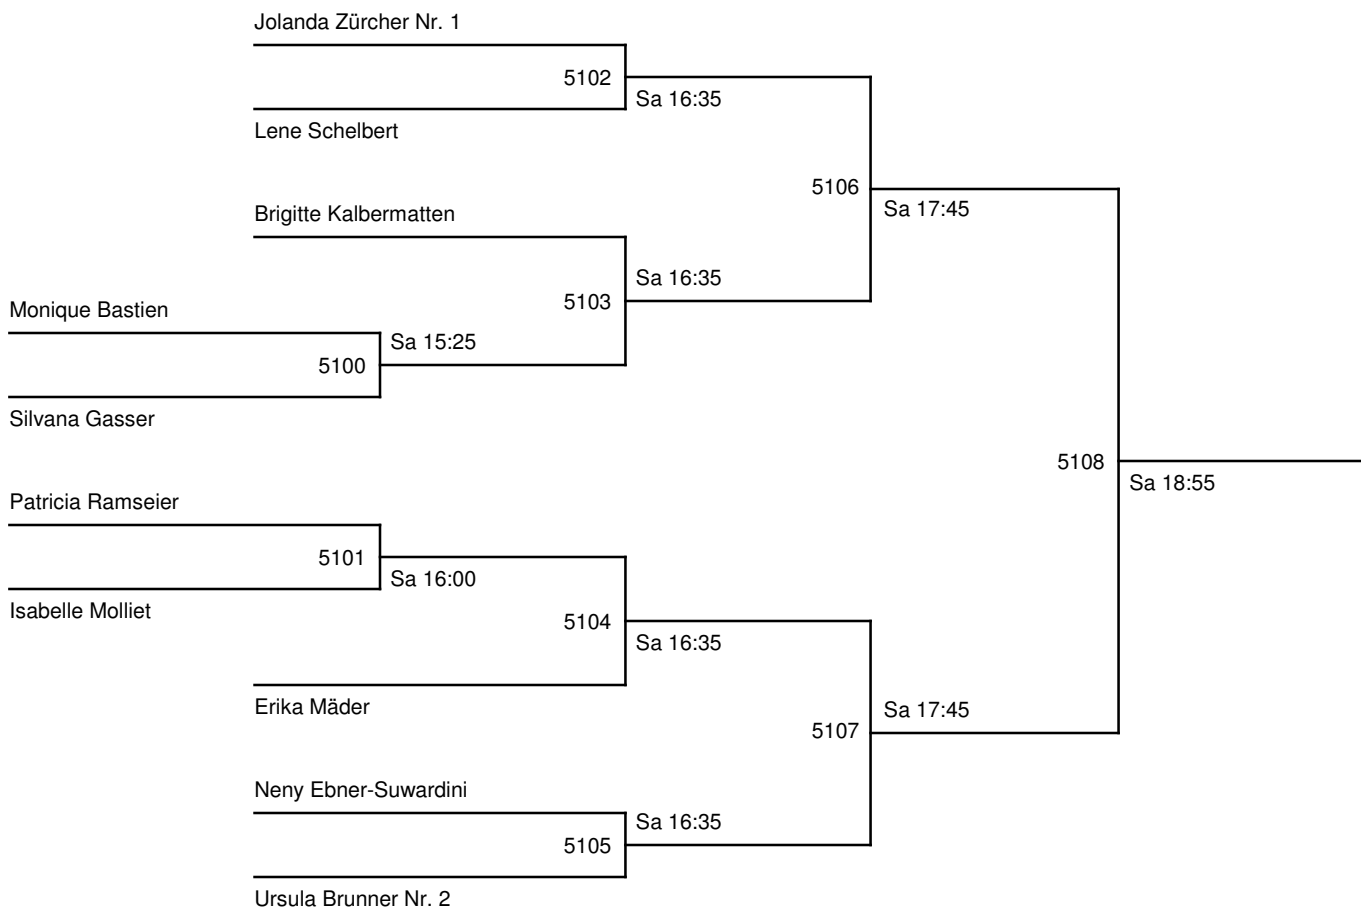 Jolanda Zürcher Nr. 1
5102
Sa 16:35
Lene Schelbert
5106
Sa 17:45
Brigitte Kalbermatten
Sa 16:35
5103
Monique Bastien
Sa 15:25
5100
Silvana Gasser
5108
Sa 18:55
Patricia Ramseier
5101
Sa 16:00
Isabelle Molliet
5104
Sa 16:35
Erika Mäder
Sa 17:45
5107
Neny Ebner-Suwardini
Sa 16:35
5105
Ursula Brunner Nr. 2